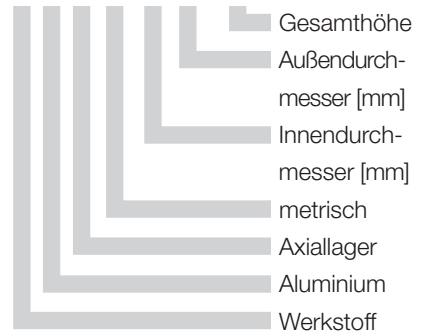 Gesamthöhe
Außendurch-
messer [mm]
Innendurch-
messer [mm]
metrisch
Axiallager
Aluminium
Werkstoff